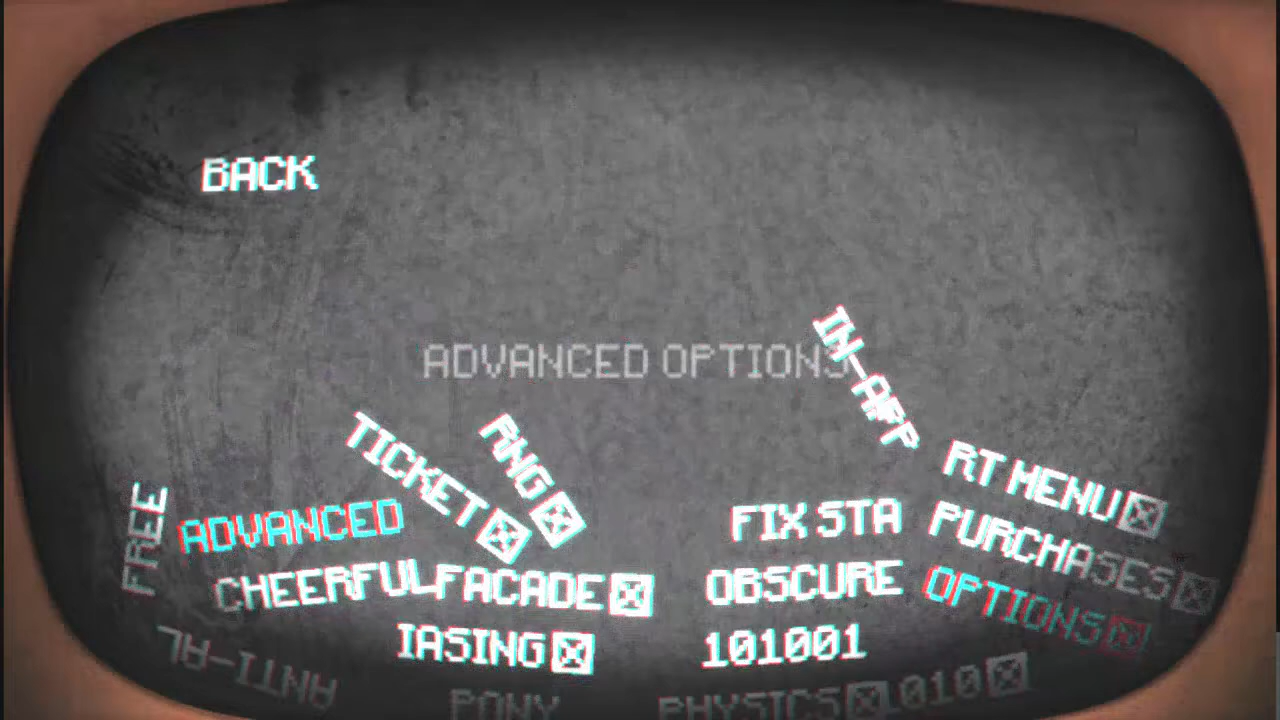 BACK
ADVANCED OPTIONS
IN-APP
TICKET
RNG
RT MENU
FREE
ADVANCED
FIX STA
PURCHASES
CHEERFULFACADE
OBSCURE
OPTIONS
IASING
101001
ANTI-AL
PONY
PHYSICS
010